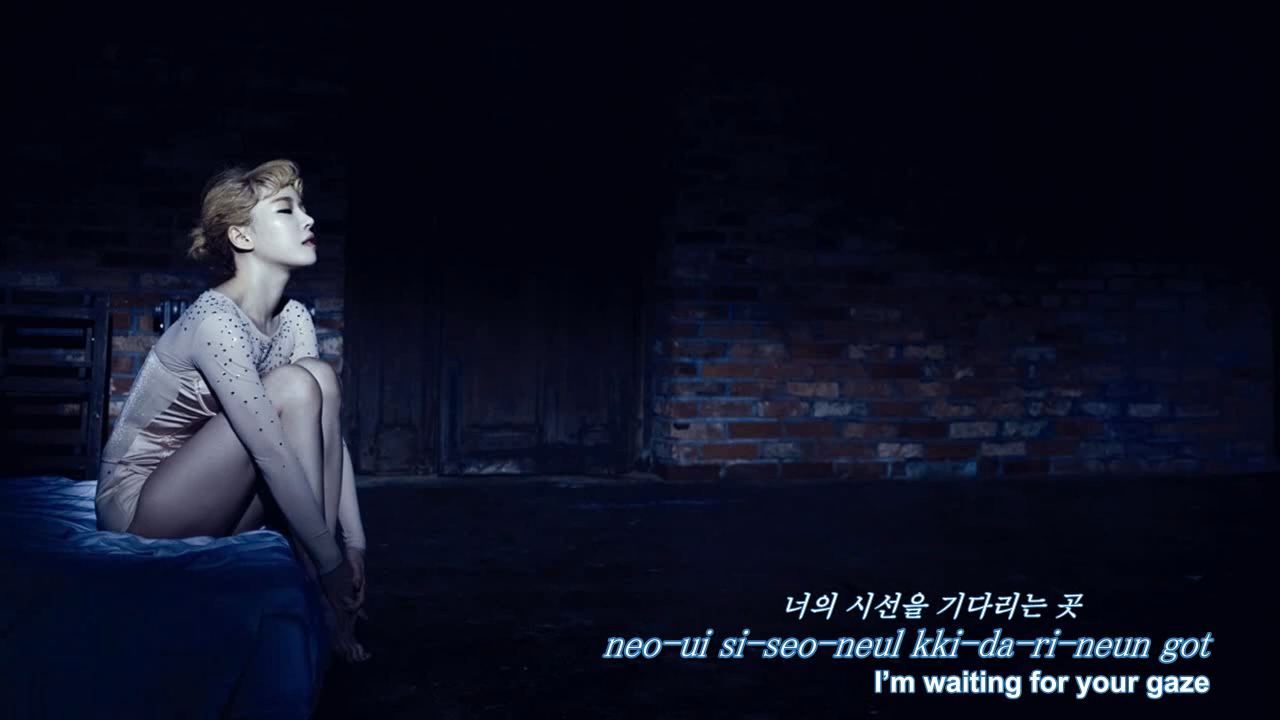 너의 시선을 기다리는 곳
neo-ui si-seo-neul kki-da-ri-neun got
I'm waiting for your gaze